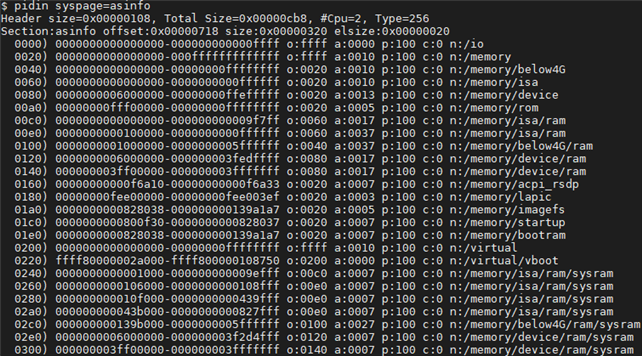 $ pidin syspage=asinfo
Header size=0x00000108, Total Size=0x00000cb8, #Cpu=2, Type=256
Section:asinfo offset:0x00000718 size:0x00000320 elsize:0x00000020
0000) 0000000000000000-000000000000ffff o:ffff a:0000 p:100 c:0 n:/io
0020) 0000000000000000-000fffffffffffff o:ffff a:0010 p:100 c:0 n:/memory
0040) 0000000000000000-00000000ffffffff o:0020 a:0010 p:100 c:0 n:/memory/below4G
0060) 0000000000000000-0000000000ffffff o:0020 a:0010 p:100 c:0 n:/memory/isa
0080) 0000000006000000-00000000ffefffff o:0020 a:0013 p:100 c:0 n:/memory/device
00a0) 00000000fff00000-00000000ffffffff o:0020 a:0005 p:100 c:0 n:/memory/rom
00c0) 0000000000000000-000000000009f7ff o:0060 a:0017 p:100 c:0 n:/memory/isa/ram
00e0) 0000000000100000-0000000000ffffff o:0060 a:0037 p:100 c:0 n:/memory/isa/ram
0100) 0000000001000000-0000000005ffffff o:0040 a:0037 p:100 c:0 n:/memory/below4G/ram
0120) 0000000006000000-000000003fedffff o:0080 a:0017 p:100 c:0 n:/memory/device/ram
0140) 000000003ff00000-000000003fffffff o:0080 a:0017 p:100 c:0 n:/memory/device/ram
0160) 00000000000f6a10-00000000000f6a33 o:0020 a:0007 p:100 c:0 n:/memory/acpi_rsdp
0180) 00000000fee00000-00000000fee003ef o:0020 a:0003 p:100 c:0 n:/memory/lapic
01a0) 0000000000828038-000000000139a1a7 o:0020 a:0005 p:100 c:0 n:/memory/imagefs
01c0) 0000000000800f30-0000000000828037 o:0020 a:0007 p:100 c:0 n:/memory/startup
01e0) 0000000000828038-000000000139a1a7 o:0020 a:0007 p:100 c:0 n:/memory/bootram
0200) 0000000000000000-00000000ffffffff o:ffff a:0010 p:100 c:0 n:/virtual
0220) ffff80000002a000-ffff800000108750 o:0200 a:0000 p:100 c:0 n:/virtual/vboot
0240) 0000000000001000-000000000009efff o:00c0 a:0007 p:100 c:0 n:/memory/isa/ram/sysram
0260) 0000000000106000-0000000000108fff o:00e0 a:0007 p:100 c:0 n:/memory/isa/ram/sysram
0280) 000000000010f000-0000000000439fff o:00e0 a:0007 p:100 c:0 n:/memory/isa/ram/sysram
02a0) 000000000043b000-0000000000827fff o:00e0 a:0007 p:100 c:0 n:/memory/isa/ram/sysram
02c0) 000000000139b000-0000000005ffffff o:0100 a:0027 p:100 c:0 n:/memory/below4G/ram/sysram
02e0) 0000000006000000-000000003f2d4fff o:0120 a:0007 p:100 c:0 n:/memory/device/ram/sysram
0300) 000000003ff00000-000000003fffffff o:0140 a:0007 p:100 c:0 n:/memory/device/ram/sysram